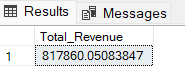 Results Messages
Total_Revenue
1 817860.05083847